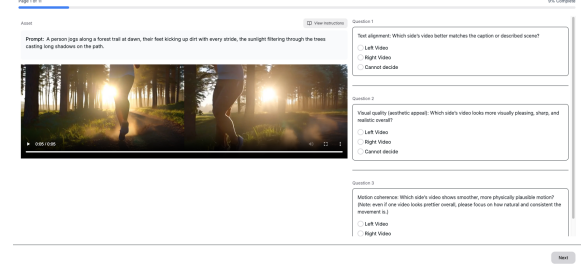 Page 1 of 11
9% Complete
Asset
View Instructions
Prompt: A person jogs along a forest trail at dawn, their feet kicking up dirt with every stride, the sunlight filtering through the trees
casting long shadows on the path.
0:05 / 0:05
Question 1
Text alignment: Which side's video better matches the caption or described scene?
Left Video
Right Video
Cannot decide
Question 2
Visual quality (aesthetic appeal): Which side's video looks more visually pleasing, sharp, and
realistic overall?
Left Video
Right Video
Cannot decide
Question 3
Motion coherence: Which side's video shows smoother, more physically plausible motion?
(Note: even if one video looks prettier overall, please focus on how natural and consistent the
movement is.)
Left Video
Right Video
Next